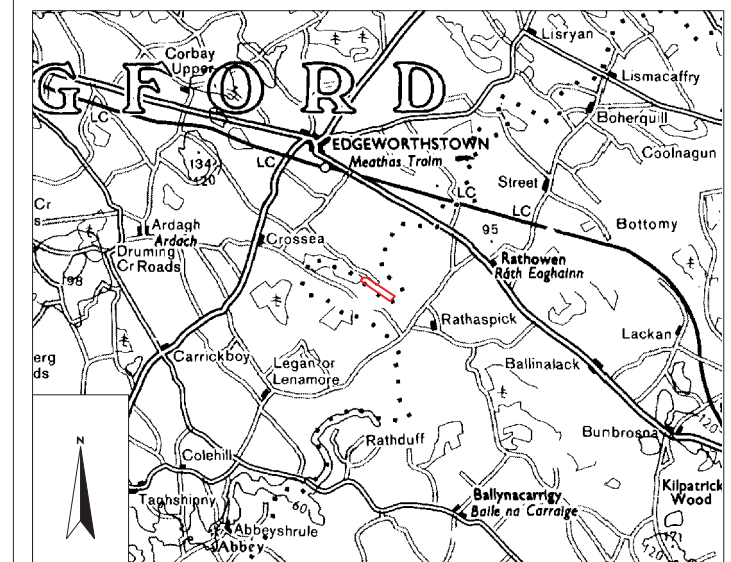 Lisryan
Corbay
Upper
Lismacaffry
GFORD
LC
Boherquill
EDGEWORTHSTOWN
Meathas Troim
Coolnagun
134
120
LC
Street
LC
LC
Cr
s
Ardagh
Ardach
Bottomy
95
Crossea
Druming
Cr Roads
Rathowen
Ráth Eoghainn
198
Rathaspick
Lackan
erg
ds
Carrickboy
Legan or
Lenamore
Ballinalack
120
N
Rathduff
Bunbrosna
Colehill
Taghshinny
60
Ballynacarrigy
Baile na Carraige
Kilpatrick
Wood
Abbeyshrule
Abbey
171
120